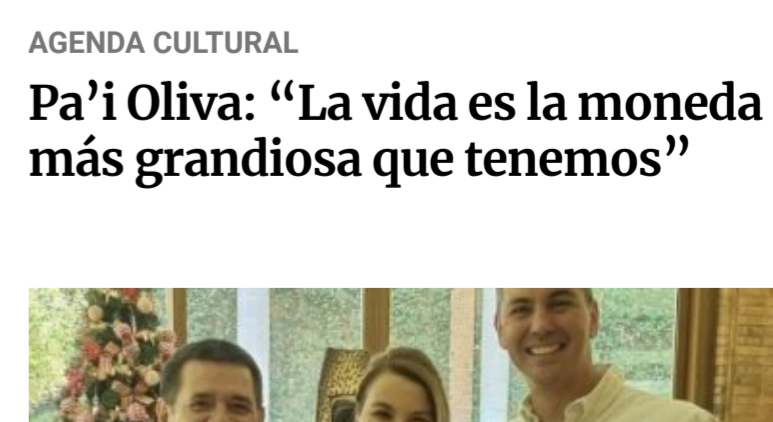 AGENDA CULTURAL
Pa’i Oliva: “La vida es la moneda
más grandiosa que tenemos”